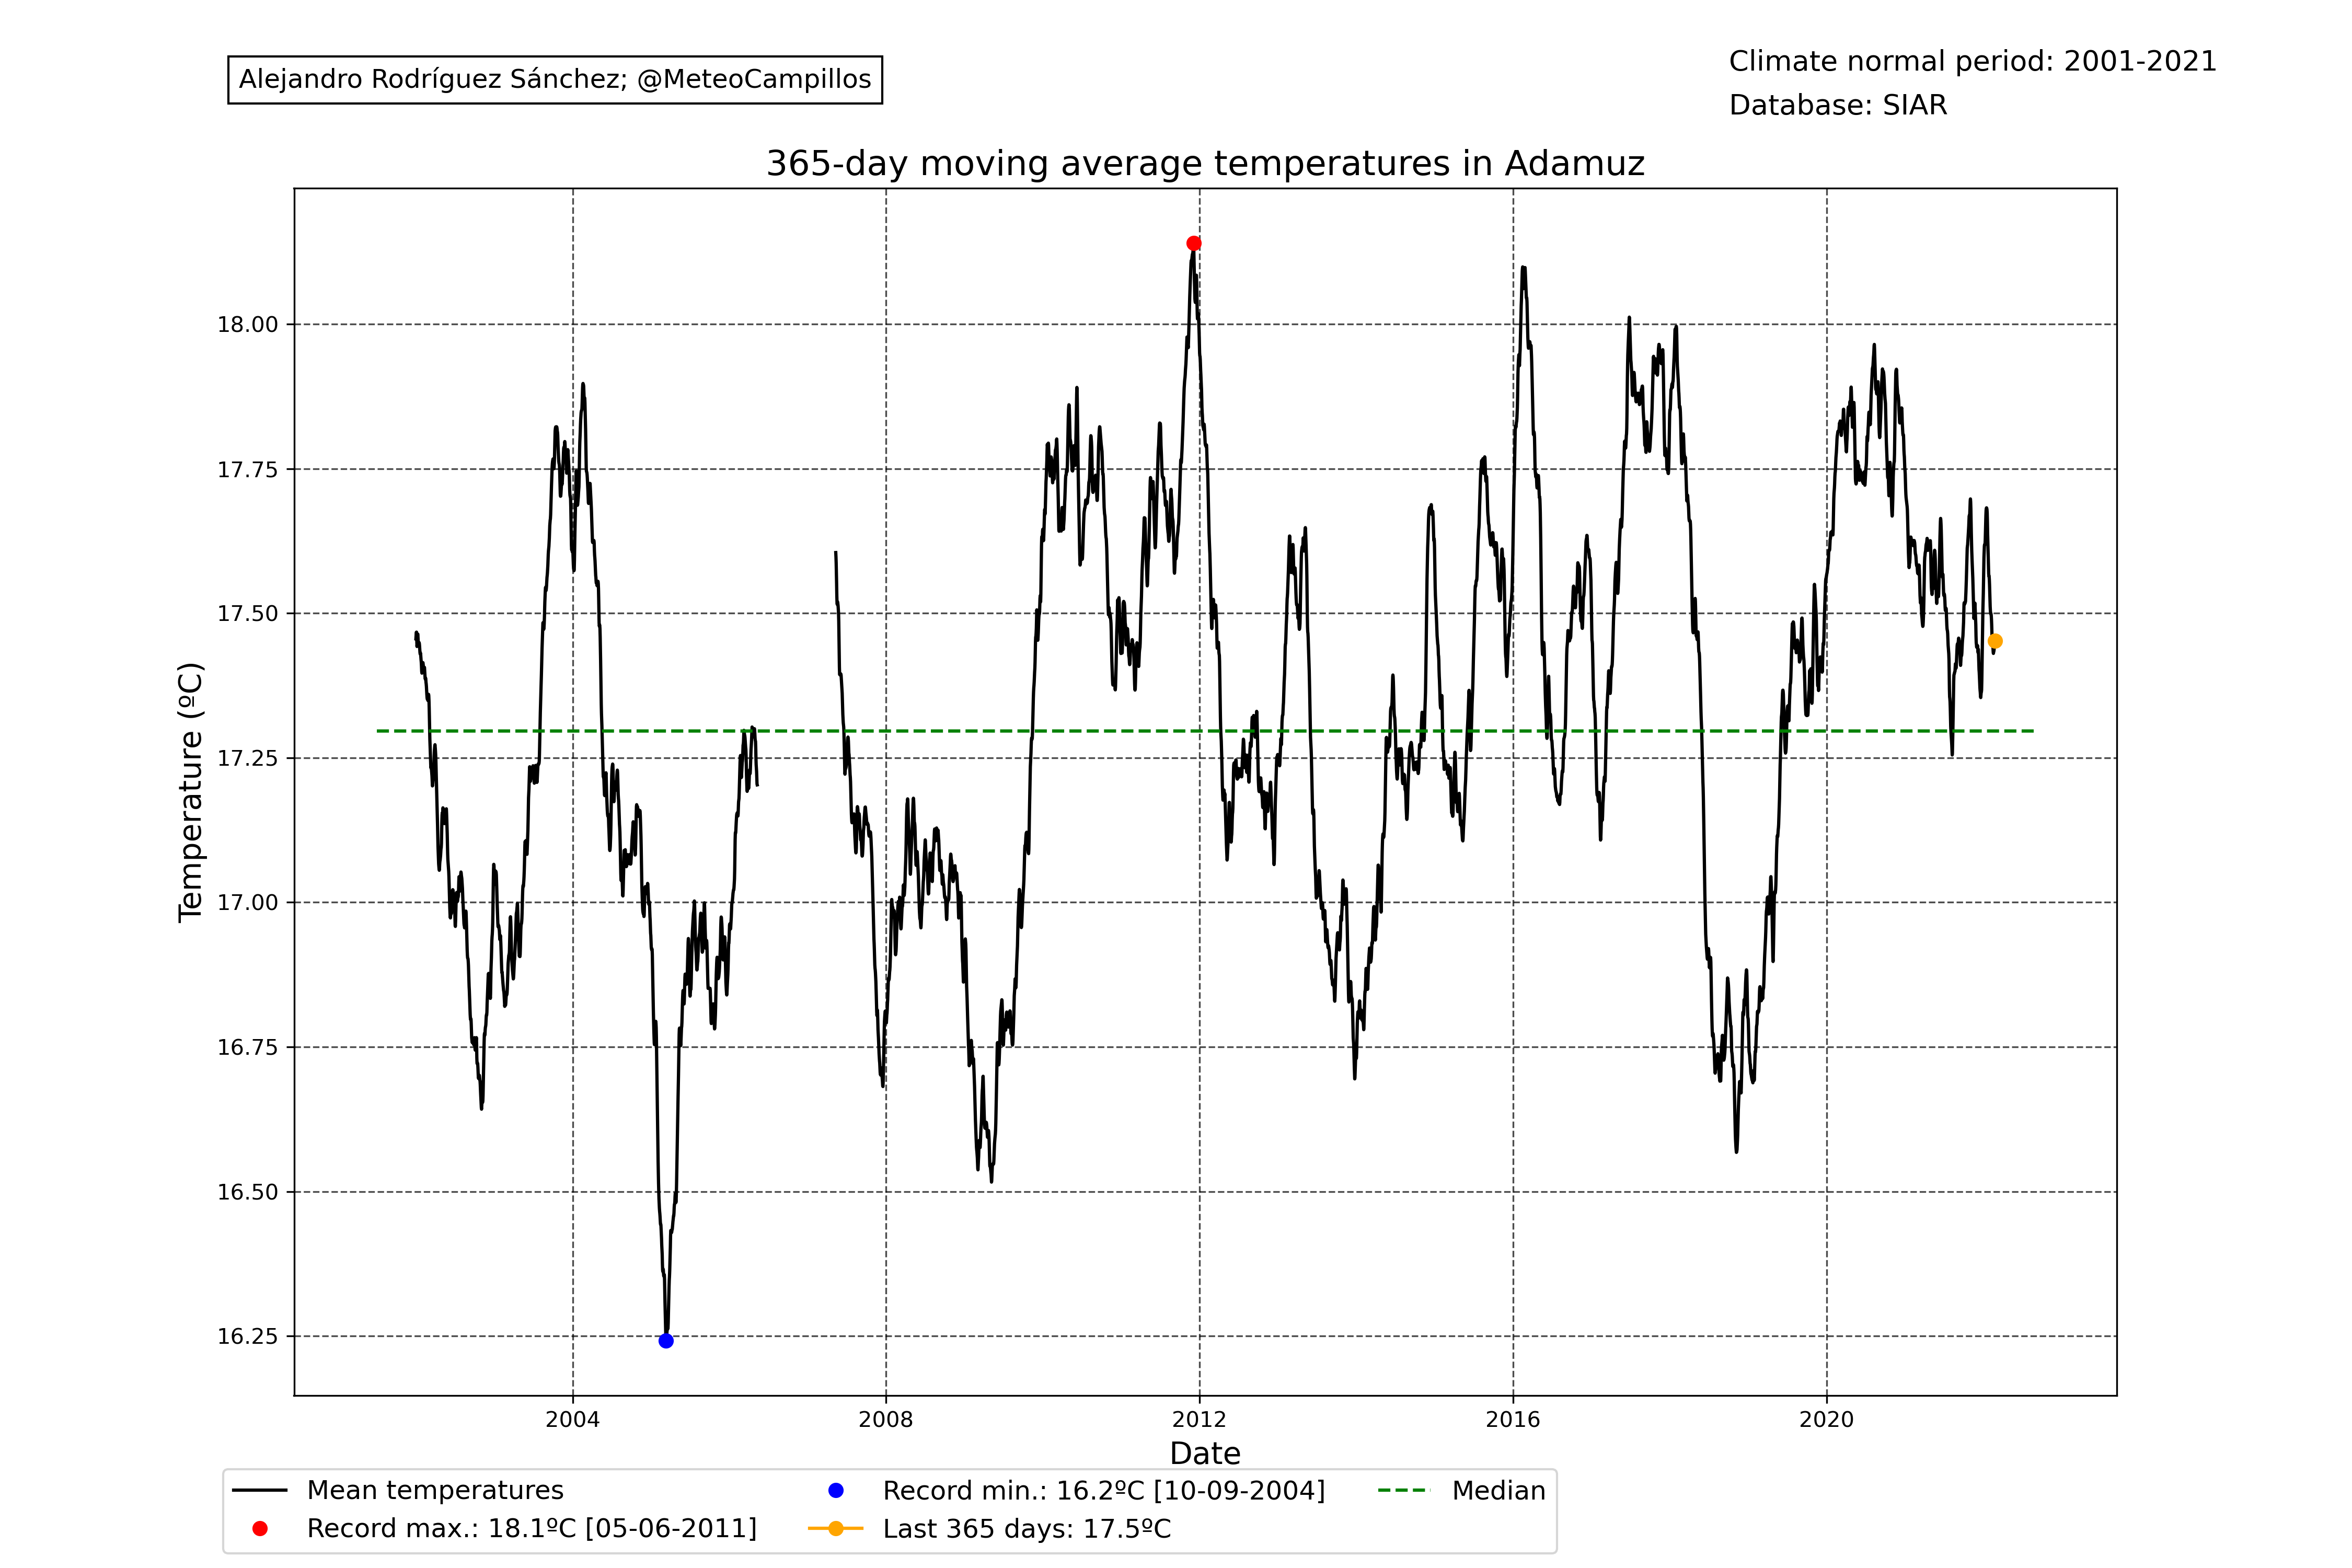 Alejandro Rodríguez Sánchez; @MeteoCampillos
Climate normal period: 2001-2021
Database: SIAR
365-day moving average temperatures in Adamuz
Temperature (ºC)
18.00
17.75
17.50
17.25
17.00
16.75
16.50
16.25
2004
2008
2012
2016
2020
Date
Mean temperatures
Record max.: 18.1ºC [05-06-2011]
Record min.: 16.2ºC [10-09-2004]
Last 365 days: 17.5ºC
Median